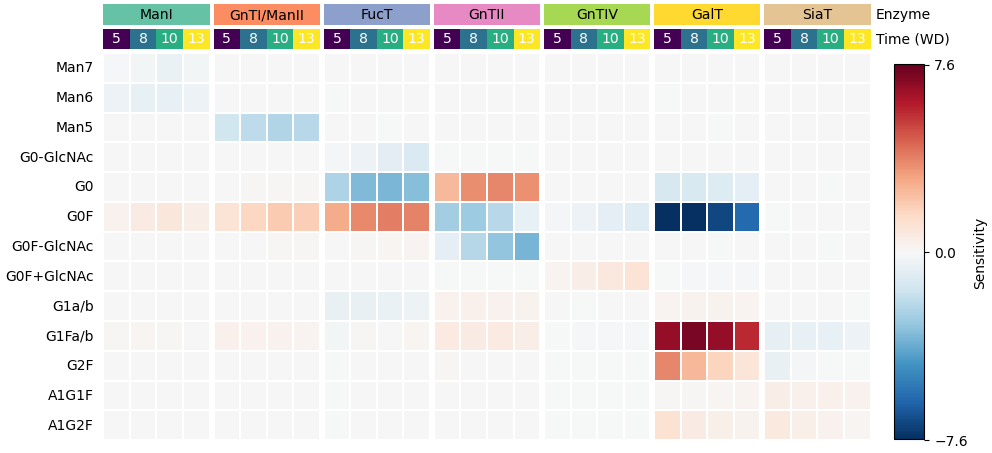 ManI GnTI/ManII FucT GnTII GnTIV GalT SiaT Enzyme
5 8 10 13 5 8 10 13 5 8 10 13 5 8 10 13 5 8 10 13 5 8 10 13 5 8 10 13 Time (WD)
Man7
Man6
Man5
G0-GlcNAc
G0
G0F
G0F-GlcNAc
G0F+GlcNAc
G1a/b
G1Fa/b
G2F
A1G1F
A1G2F
7.6
0.0
−7.6
Sensitivity